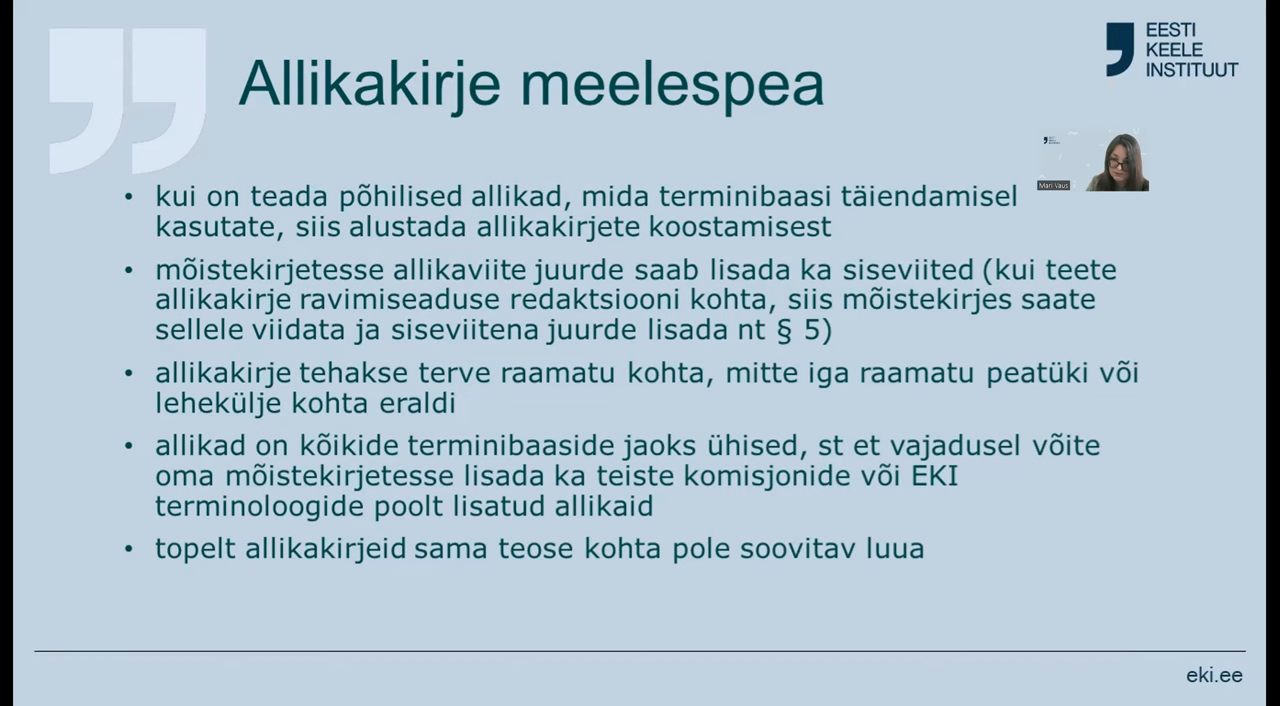 EESTI
KEELE
INSTITUUT
Allikakirje meelespea
Mari Vaus
• kui on teada põhilised allikad, mida terminibaasi täiendamisel
kasutate, siis alustada allikakirjete koostamisest
• mõistekirjetesse allikaviite juurde saab lisada ka siseviited (kui teete
allikakirje ravimiseaduse redaktsiooni kohta, siis mõistekirjes saate
sellele viidata ja siseviitena juurde lisada nt § 5)
• allikakirje tehakse terve raamatu kohta, mitte iga raamatu peatüki või
lehekülje kohta eraldi
• allikad on kõikide terminibaaside jaoks ühised, st et vajadusel võite
oma mõistekirjetesse lisada ka teiste komisjonide või EKI
terminoloogide poolt lisatud allikaid
• topelt allikakirjeid sama teose kohta pole soovitav luua
eki.ee